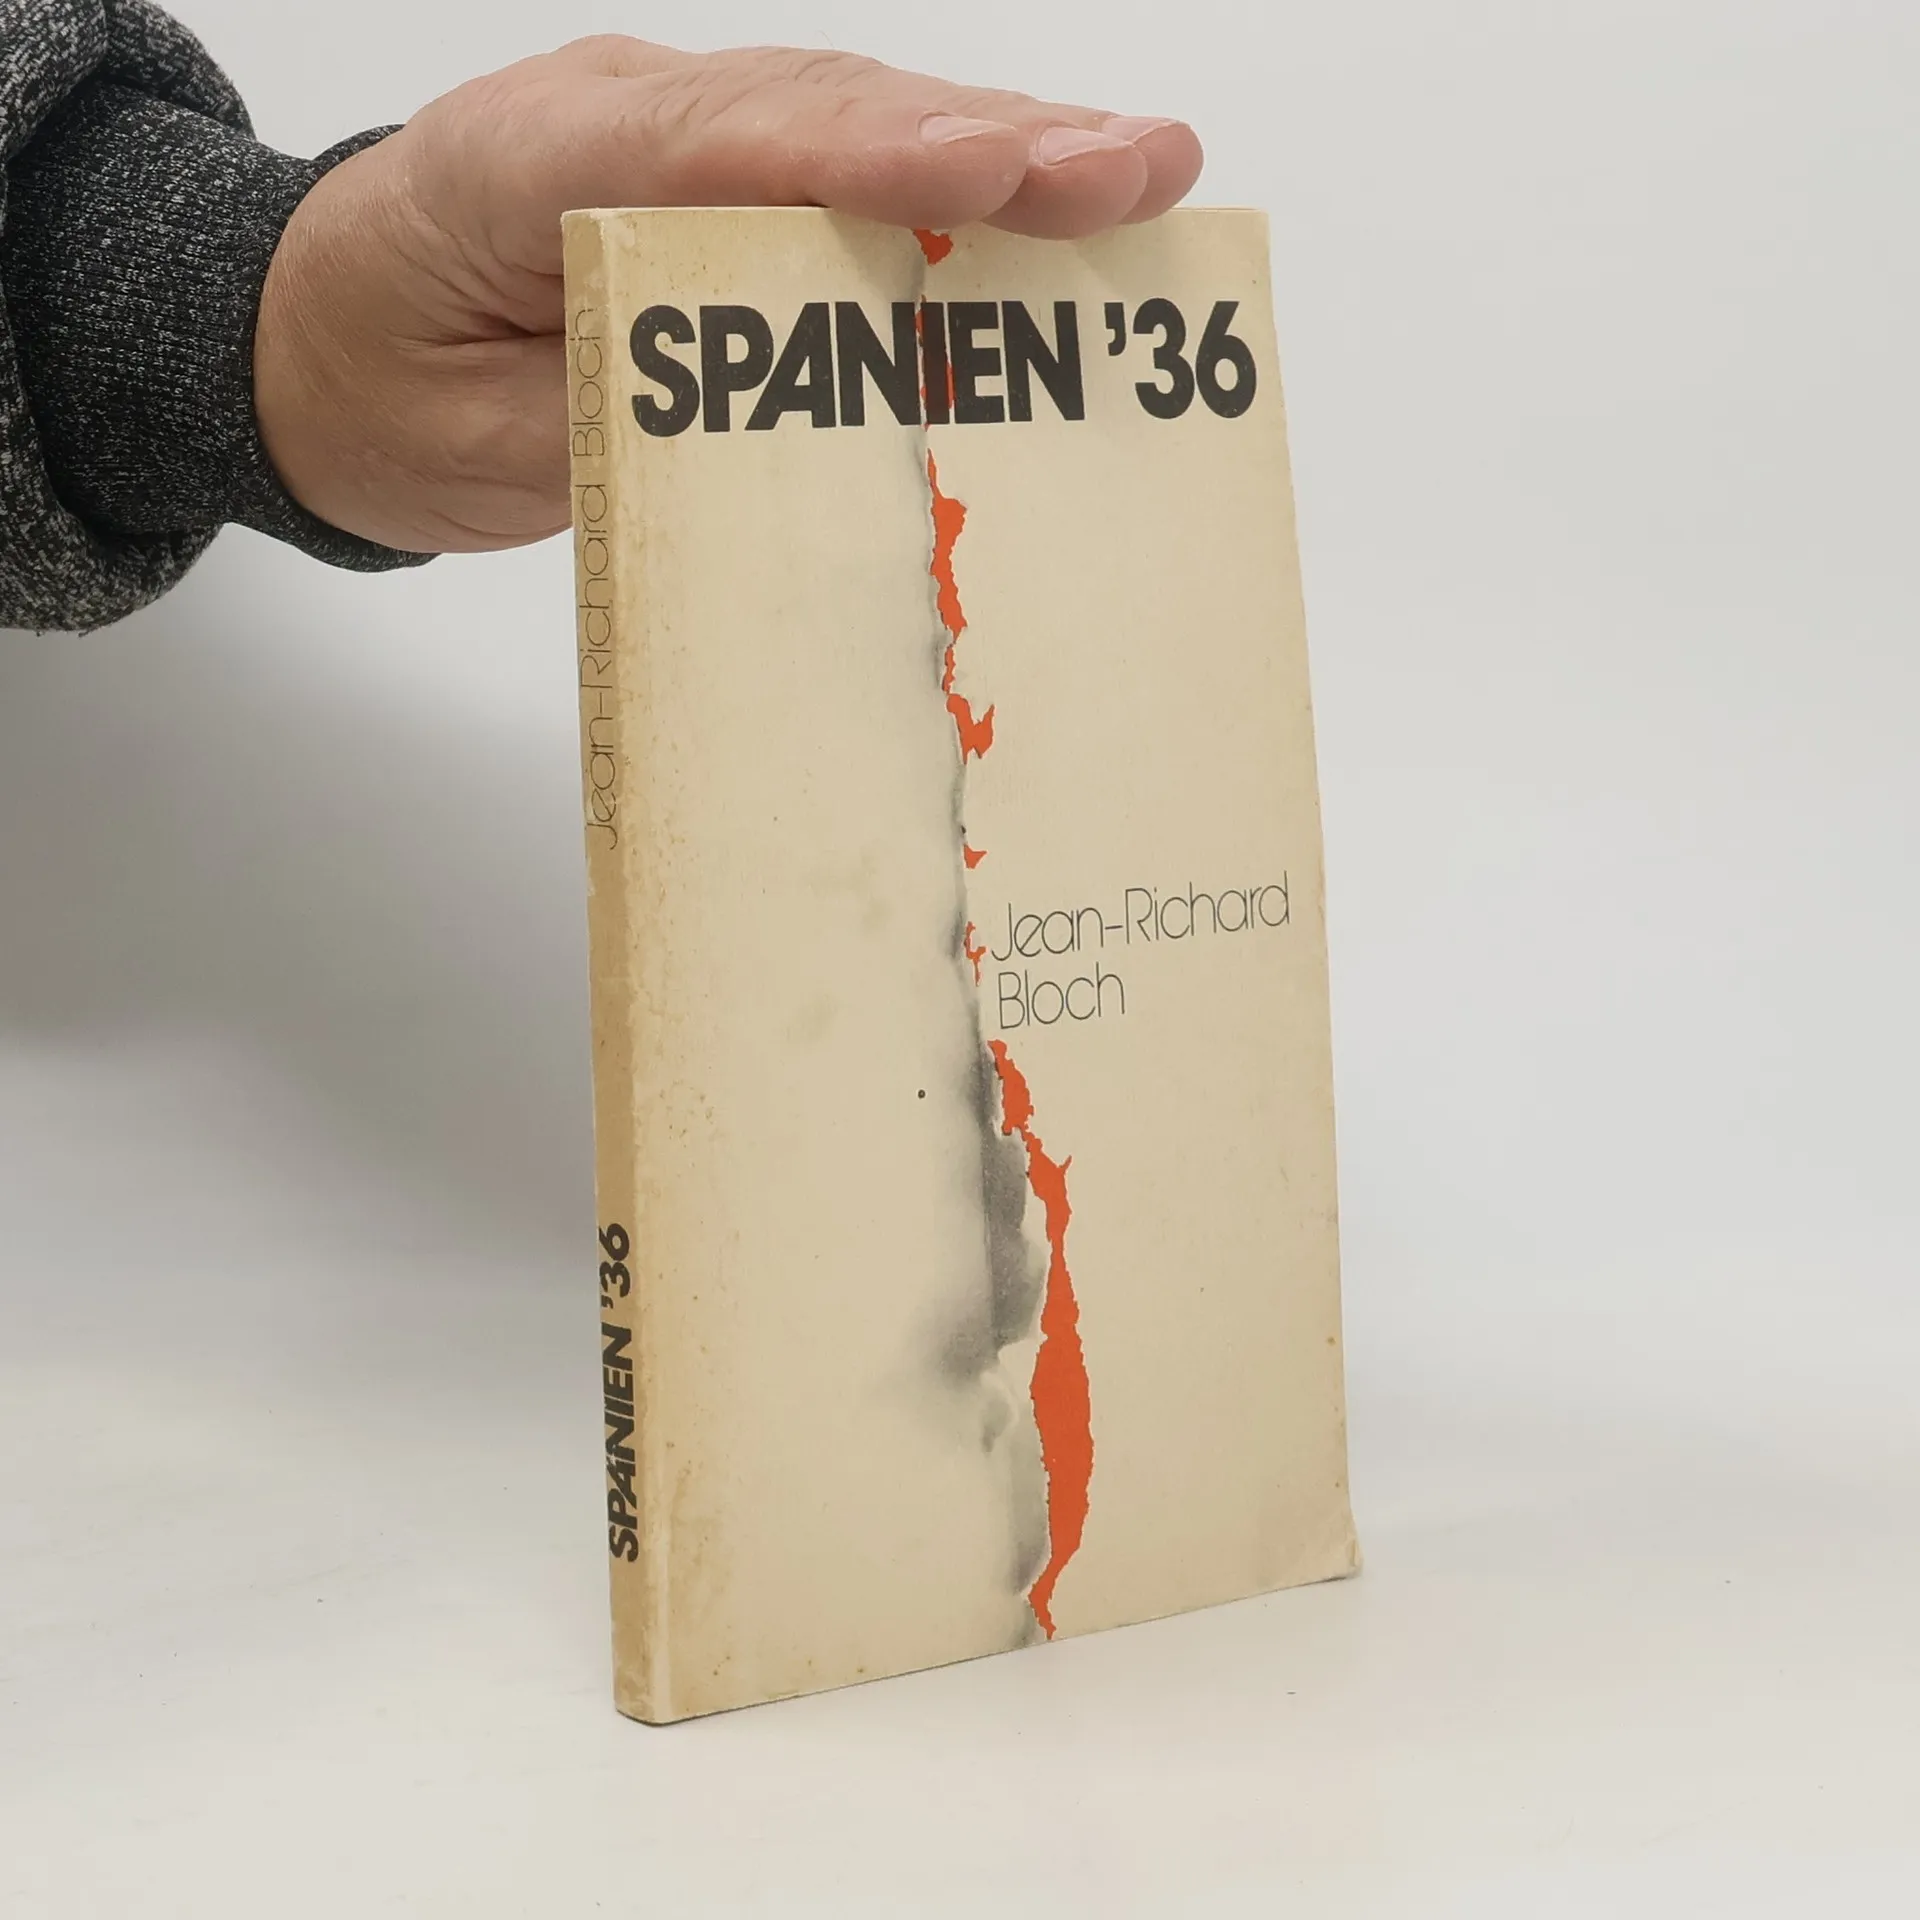 SPANIEN '36
Jean-Richard
Bloch
Jean-Richard Bloch
SPANIEN '36